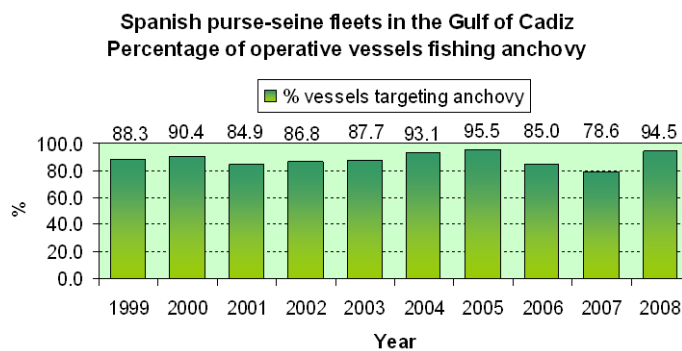 Spanish purse-seine fleets in the Gulf of Cadiz
Percentage of operative vessels fishing anchovy
% vessels targeting anchovy
88.3 90.4 84.9 86.8 87.7 93.1 95.5 85.0 78.6 94.5
100.0
80.0
60.0
40.0
20.0
0.0
%
1999 2000 2001 2002 2003 2004 2005 2006 2007 2008
Year